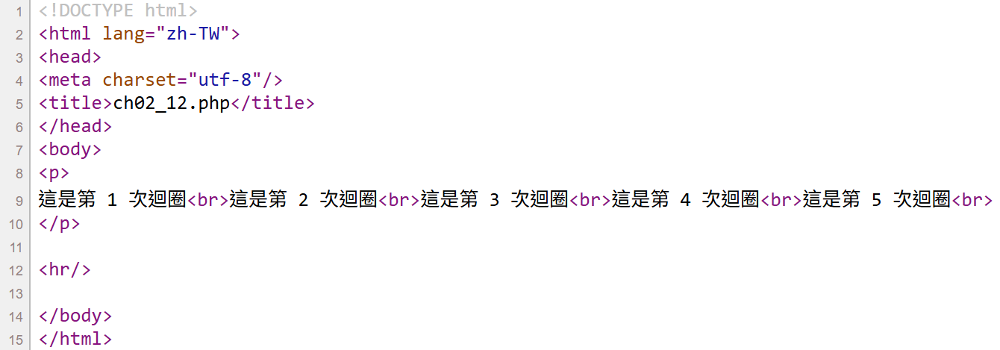 1 <!DOCTYPE html>
2 <html lang="zh-TW">
3 <head>
4 <meta charset="utf-8"/>
5 <title>ch02_12.php</title>
6 </head>
7 <body>
8 <p>
9 這是第 1 次迴圈<br>這是第 2 次迴圈<br>這是第 3 次迴圈<br>這是第 4 次迴圈<br>這是第 5 次迴圈<br>
10 </p>
11
12 <hr/>
13
14 </body>
15 </html>